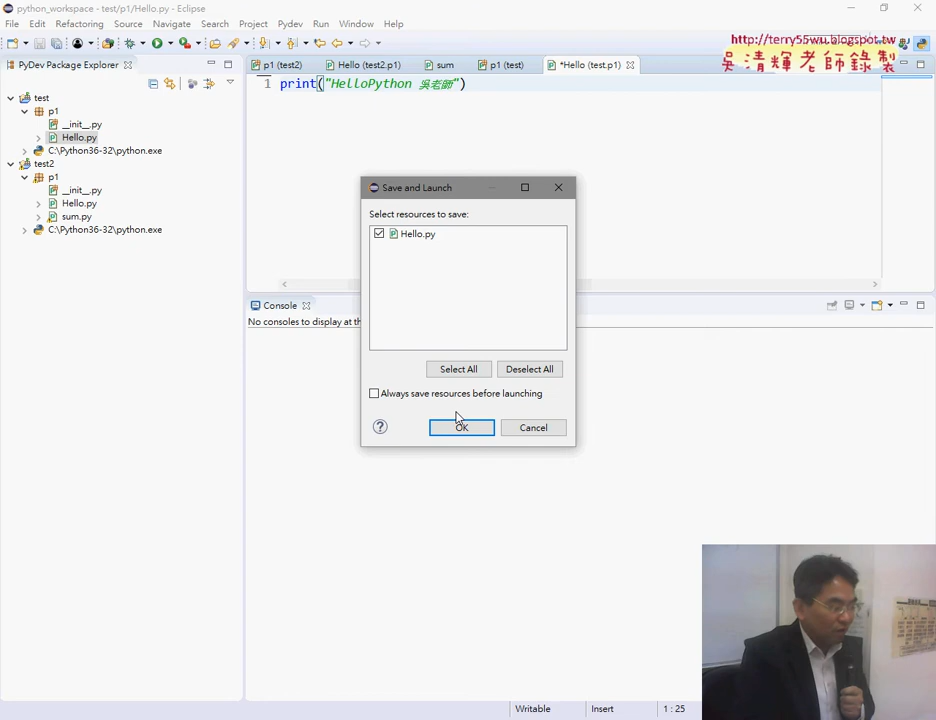 python_workspace - test/p1/Hello.py - Eclipse
File Edit Refactoring Source Navigate Search Project Pydev Run Window Help
http://terry55wu.blogspot.tw
吳清輝老師錄製
PyDev Package Explorer
p1 (test2) Hello (test2.p1) sum p1 (test) *Hello (test.p1)
1 print("HelloPython 吳老師")
test
p1
__init__.py
Hello.py
C:\Python36-32\python.exe
test2
p1
__init__.py
Hello.py
sum.py
C:\Python36-32\python.exe
Save and Launch
Select resources to save:
Hello.py
Select All Deselect All
Always save resources before launching
OK Cancel
Console
No consoles to display at th
Writable Insert 1 : 25